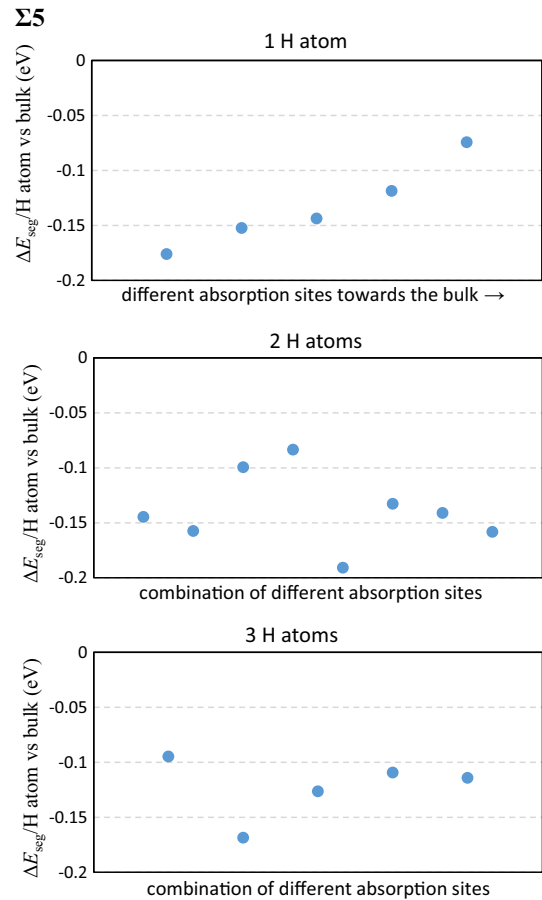 Σ5
1 H atom
ΔEseg/H atom vs bulk (eV)
0
-0.05
-0.1
-0.15
-0.2
different absorption sites towards the bulk →
2 H atoms
ΔEseg/H atom vs bulk (eV)
0
-0.05
-0.1
-0.15
-0.2
combination of different absorption sites
3 H atoms
ΔEseg/H atom vs bulk (eV)
0
-0.05
-0.1
-0.15
-0.2
combination of different absorption sites